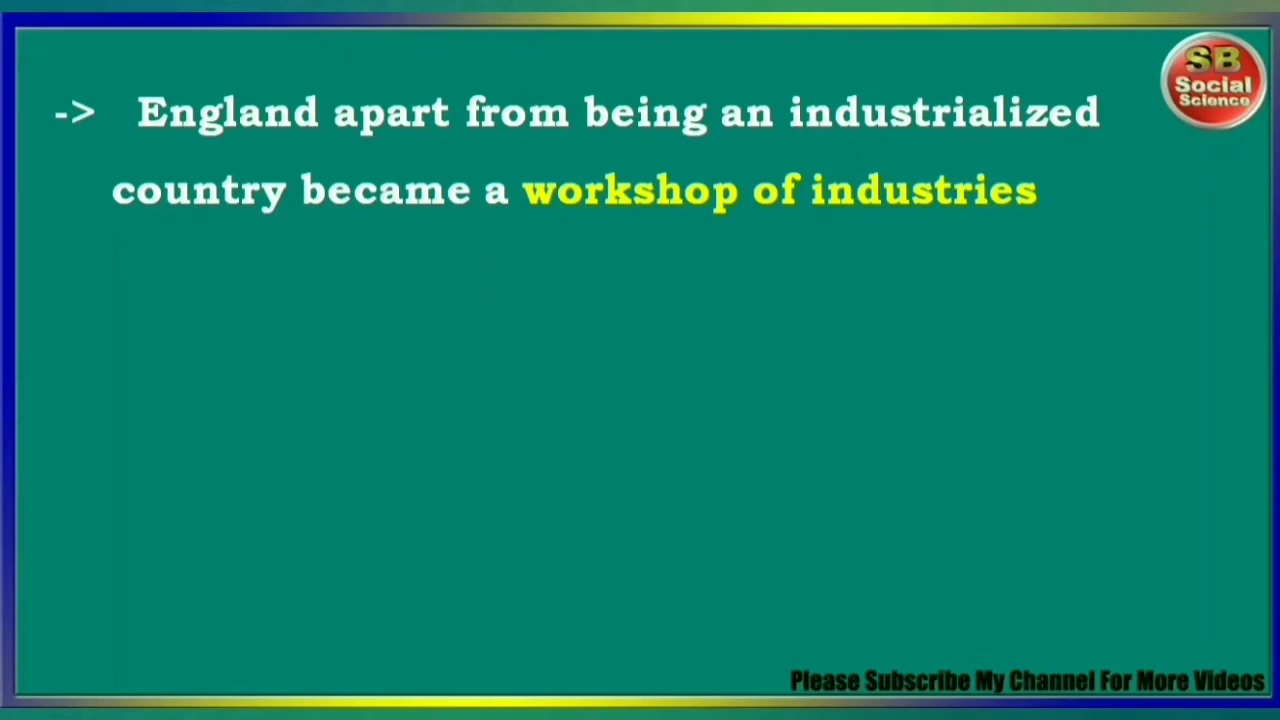 SB
Social
Science
-> England apart from being an industrialized
country became a workshop of industries
Please Subscribe My Channel For More Videos